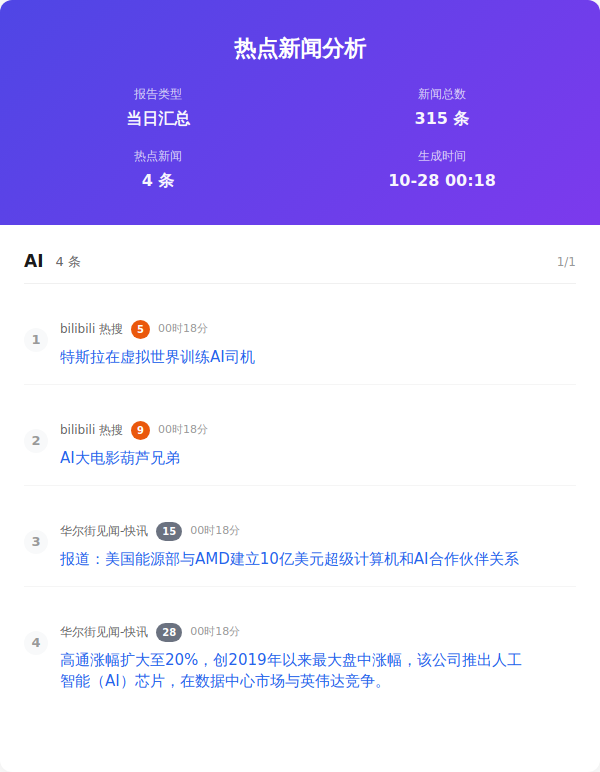 热点新闻分析
报告类型
新闻总数
当日汇总
315 条
热点新闻
生成时间
4 条
10-28 00:18
AI 4 条 1/1
1 bilibili 热搜 5 00时18分
特斯拉在虚拟世界训练AI司机
2 bilibili 热搜 9 00时18分
AI大电影葫芦兄弟
3 华尔街见闻-快讯 15 00时18分
报道：美国能源部与AMD建立10亿美元超级计算机和AI合作伙伴关系
4 华尔街见闻-快讯 28 00时18分
高通涨幅扩大至20%，创2019年以来最大盘中涨幅，该公司推出人工
智能（AI）芯片，在数据中心市场与英伟达竞争。